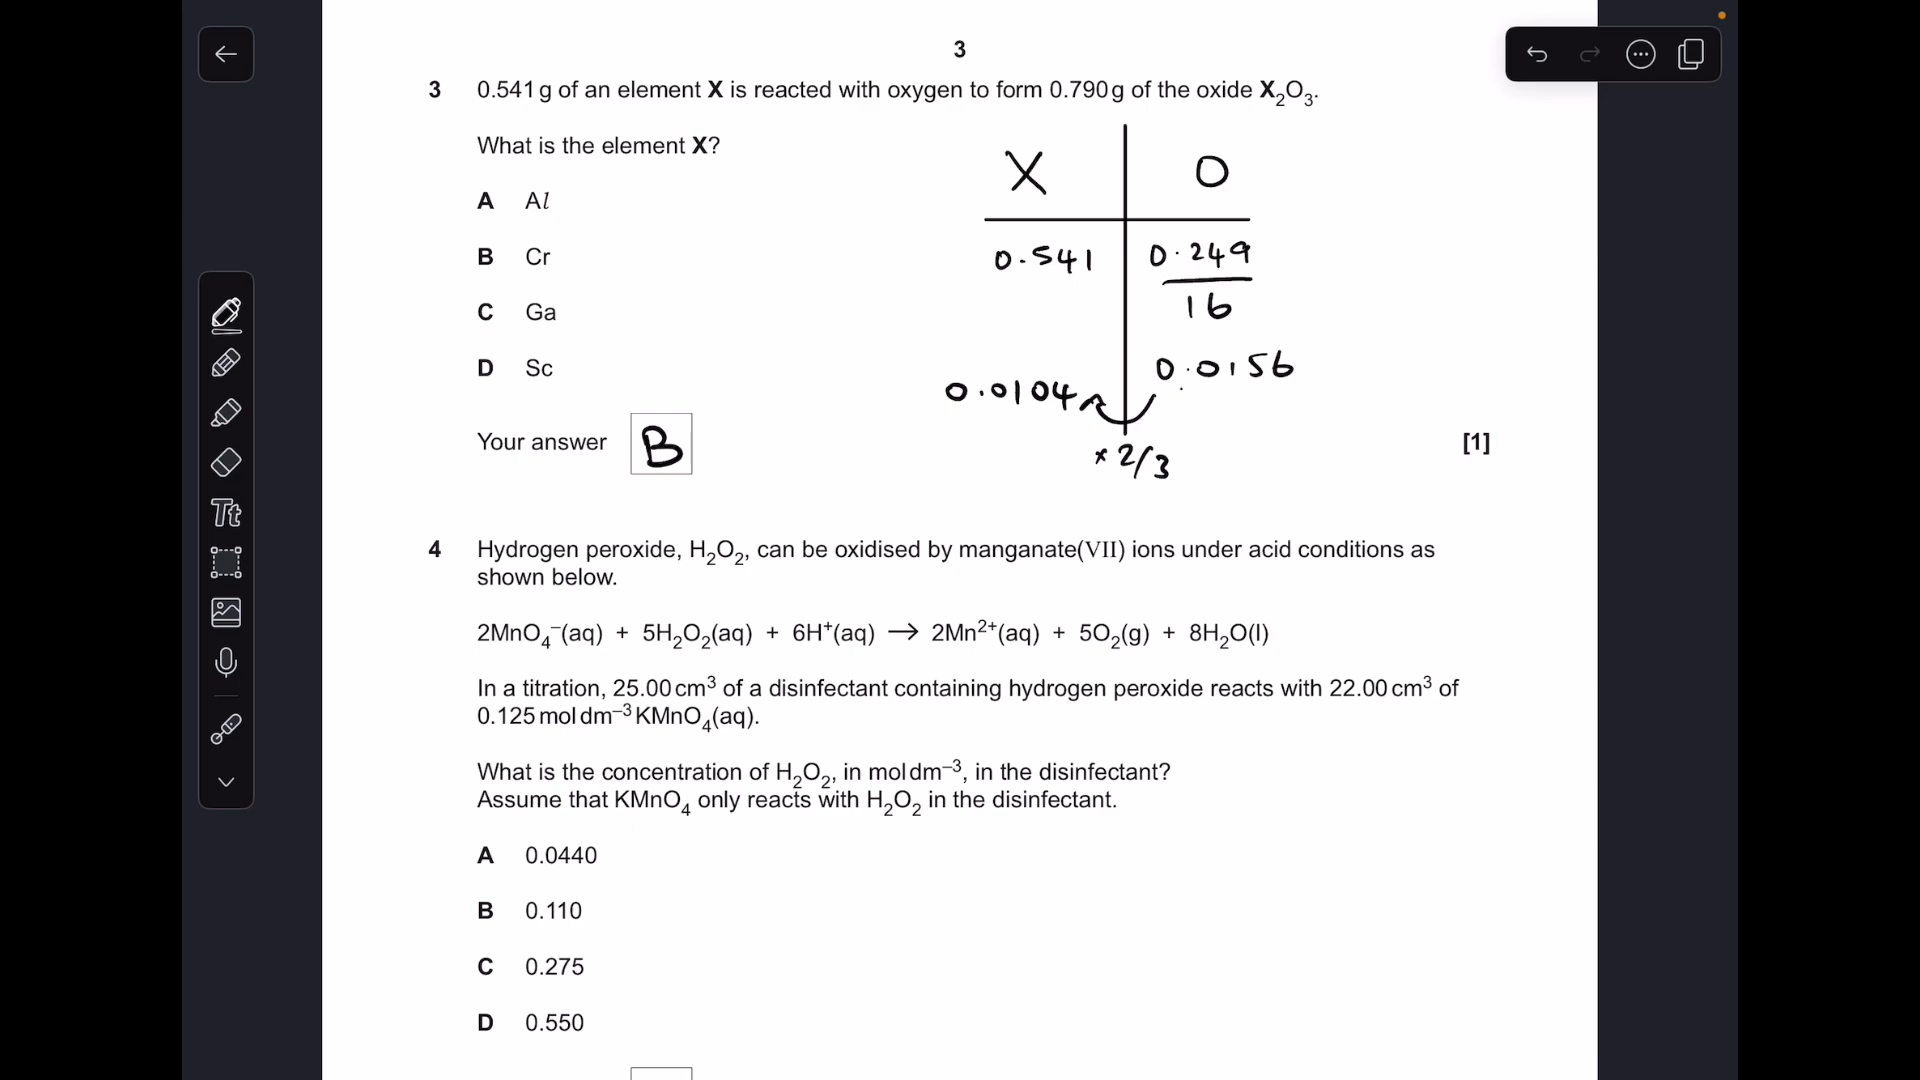 3
3 0.541 g of an element X is reacted with oxygen to form 0.790 g of the oxide X₂O₃.
What is the element X?
X O
A Al
0.541 0.249
B Cr
16
C Ga
D Sc
0.0156
0.0104
Your answer B
[1]
× 2/3
4 Hydrogen peroxide, H₂O₂, can be oxidised by manganate(VII) ions under acid conditions as
shown below.
2MnO₄⁻(aq) + 5H₂O₂(aq) + 6H⁺(aq) → 2Mn²⁺(aq) + 5O₂(g) + 8H₂O(l)
In a titration, 25.00 cm³ of a disinfectant containing hydrogen peroxide reacts with 22.00 cm³ of
0.125 mol dm⁻³ KMnO₄(aq).
What is the concentration of H₂O₂, in mol dm⁻³, in the disinfectant?
Assume that KMnO₄ only reacts with H₂O₂ in the disinfectant.
A 0.0440
B 0.110
C 0.275
D 0.550
Tt